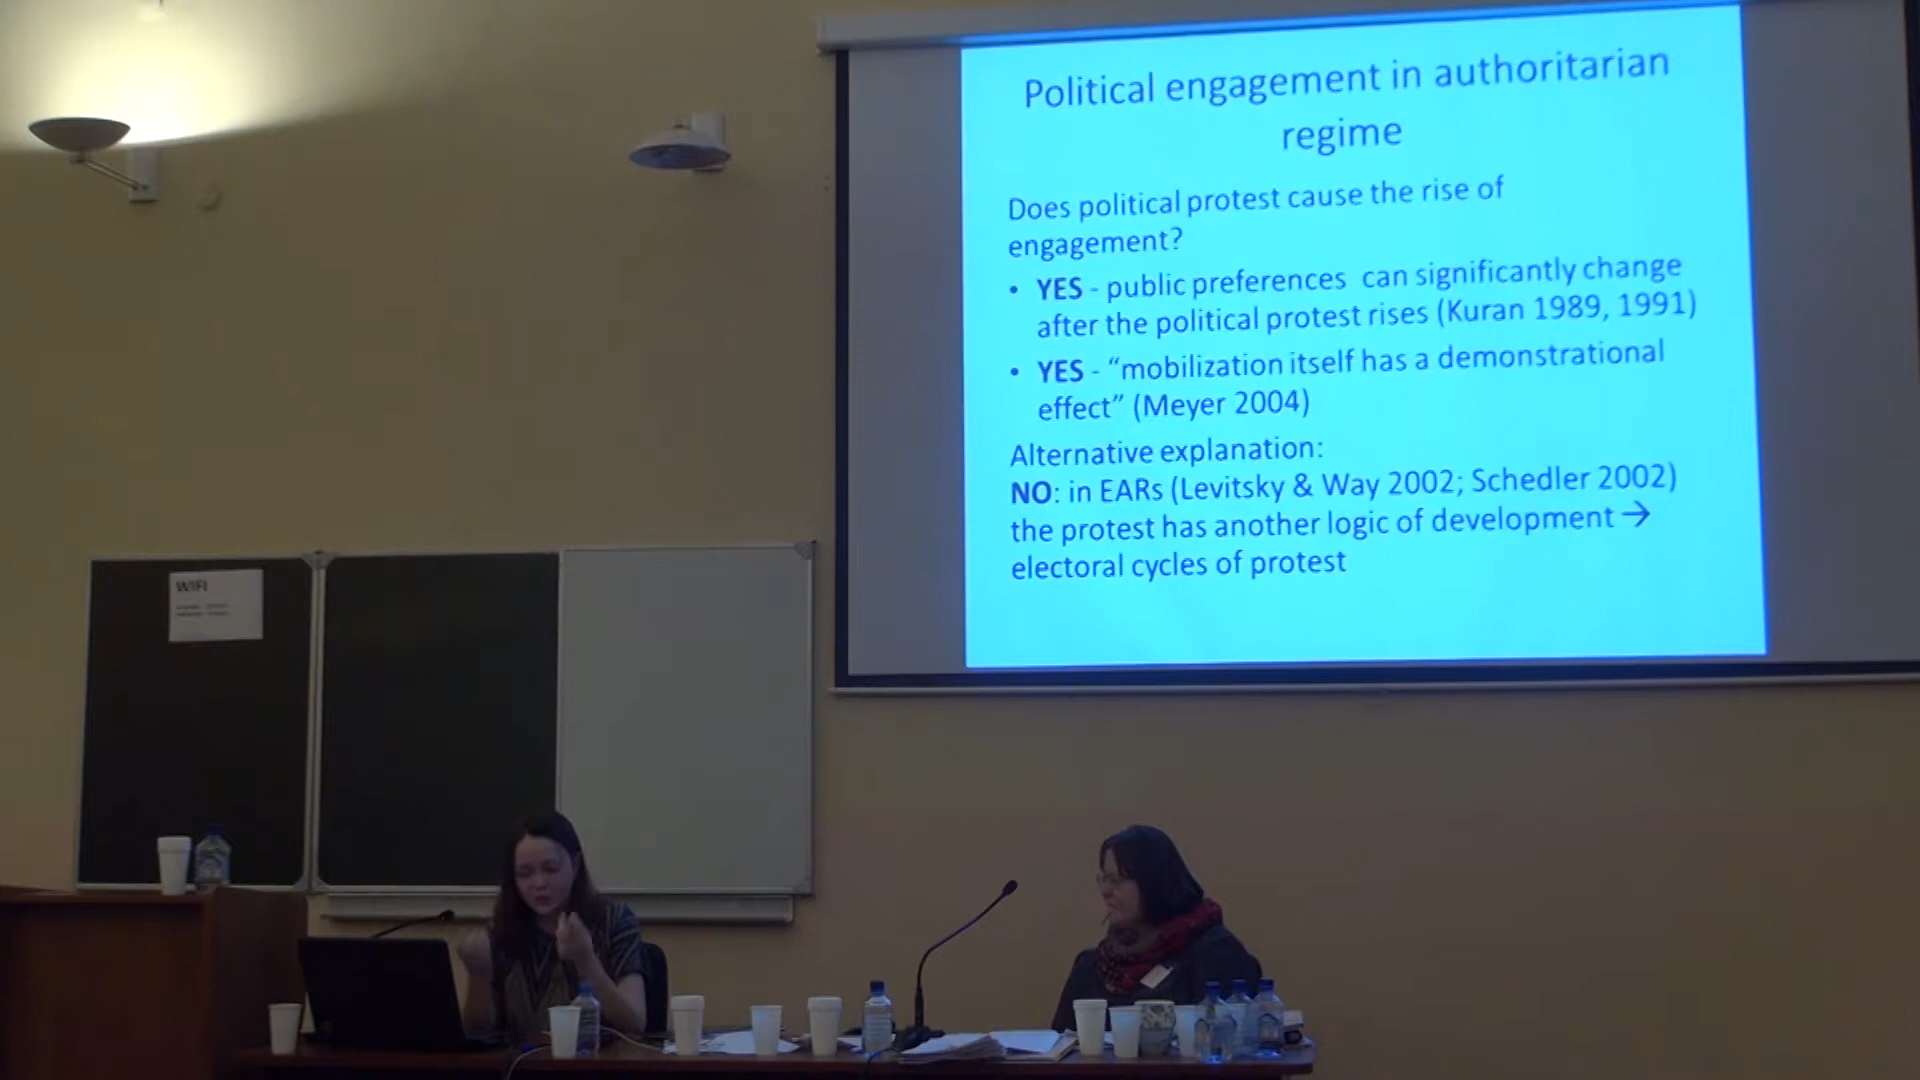 Political engagement in authoritarian
regime
Does political protest cause the rise of
engagement?
• YES - public preferences can significantly change
after the political protest rises (Kuran 1989, 1991)
• YES - “mobilization itself has a demonstrational
effect” (Meyer 2004)
Alternative explanation:
NO: in EARs (Levitsky & Way 2002; Schedler 2002)
the protest has another logic of development →
electoral cycles of protest
WIFI